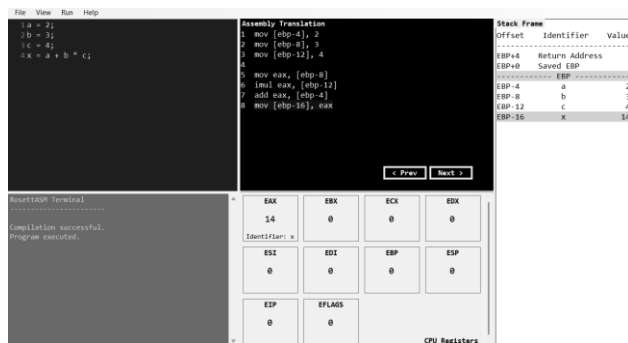 File View Run Help
1 a = 2;
2 b = 3;
3 c = 4;
4 x = a + b * c;
Assembly Translation
1 mov [ebp-4], 2
2 mov [ebp-8], 3
3 mov [ebp-12], 4
4
5 mov eax, [ebp-8]
6 imul eax, [ebp-12]
7 add eax, [ebp-4]
8 mov [ebp-16], eax
< Prev Next >
Stack Frame
Offset Identifier Value
EBP+4 Return Address
EBP+0 Saved EBP
------------ EBP ------------
EBP-4 a 2
EBP-8 b 3
EBP-12 c 4
EBP-16 x 14
RosettASM Terminal
-----------------------
Compilation successful.
Program executed.
EAX EBX ECX EDX
14 0 0 0
Identifier: x
ESI EDI EBP ESP
0 0 0 0
EIP EFLAGS
0 0
CPU Registers